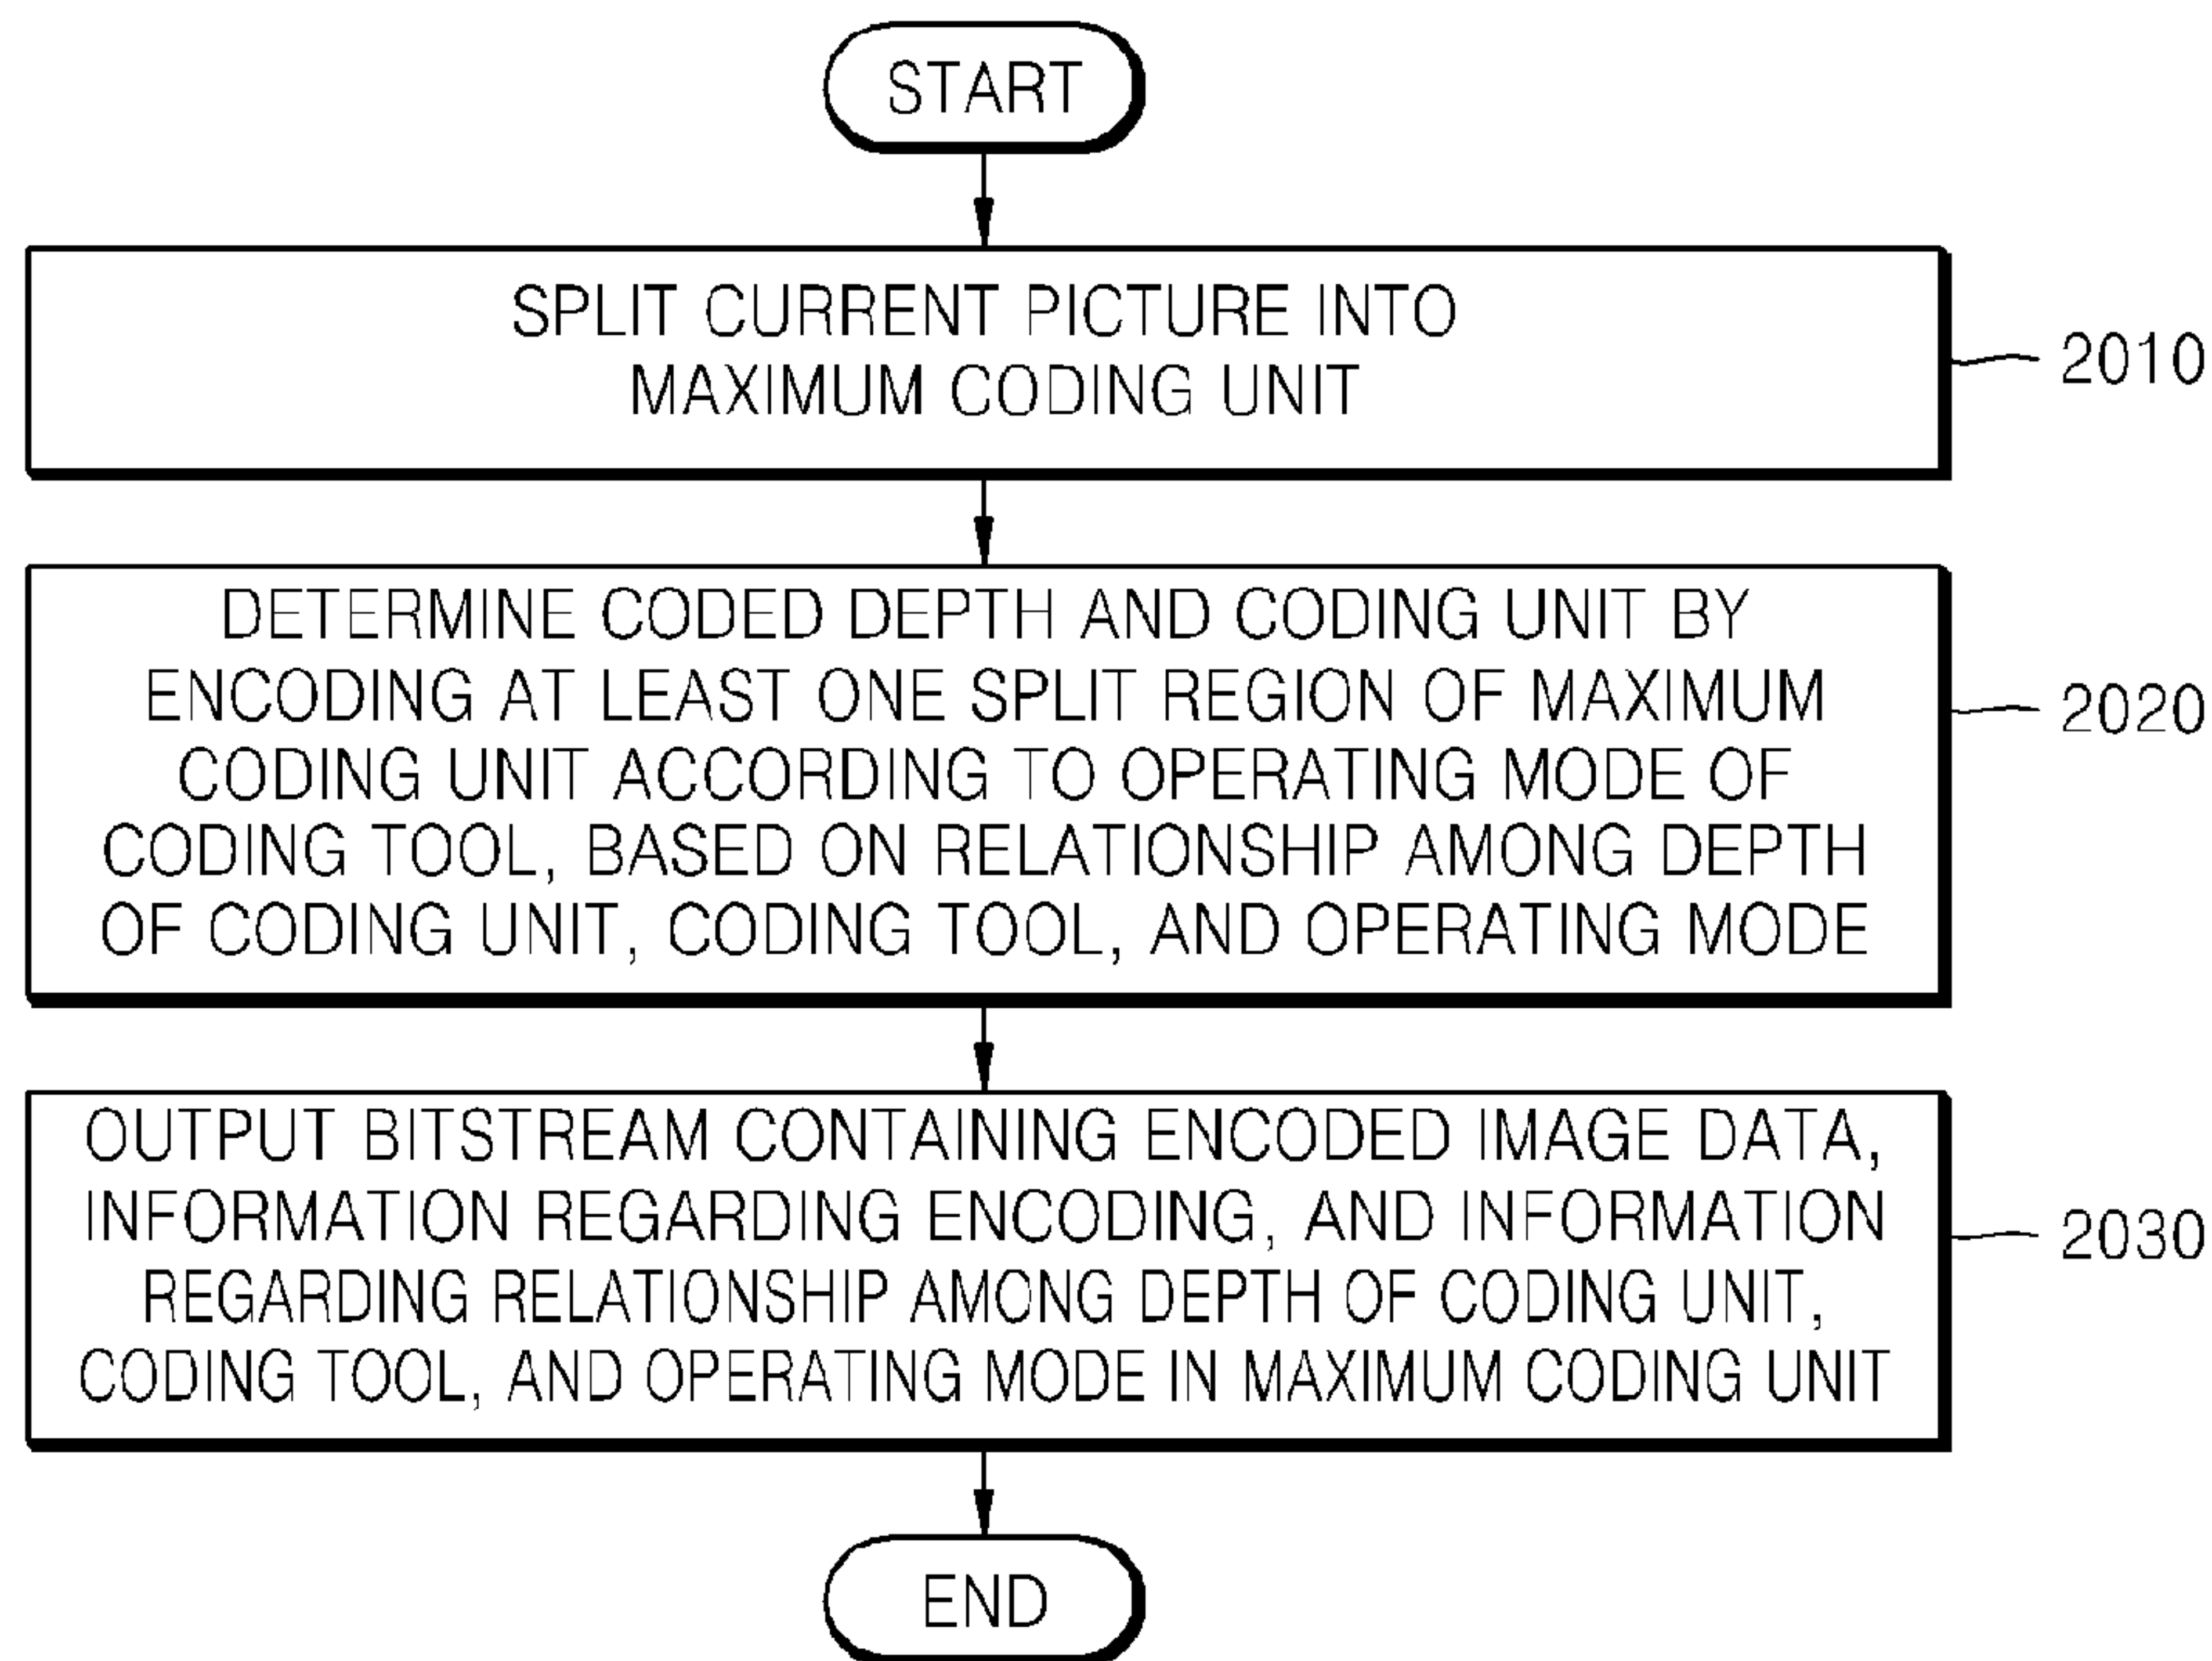 START
SPLIT CURRENT PICTURE INTO
MAXIMUM CODING UNIT
2010
DETERMINE CODED DEPTH AND CODING UNIT BY
ENCODING AT LEAST ONE SPLIT REGION OF MAXIMUM
CODING UNIT ACCORDING TO OPERATING MODE OF
CODING TOOL, BASED ON RELATIONSHIP AMONG DEPTH
OF CODING UNIT, CODING TOOL, AND OPERATING MODE
2020
OUTPUT BITSTREAM CONTAINING ENCODED IMAGE DATA,
INFORMATION REGARDING ENCODING, AND INFORMATION
REGARDING RELATIONSHIP AMONG DEPTH OF CODING UNIT,
CODING TOOL, AND OPERATING MODE IN MAXIMUM CODING UNIT
2030
END